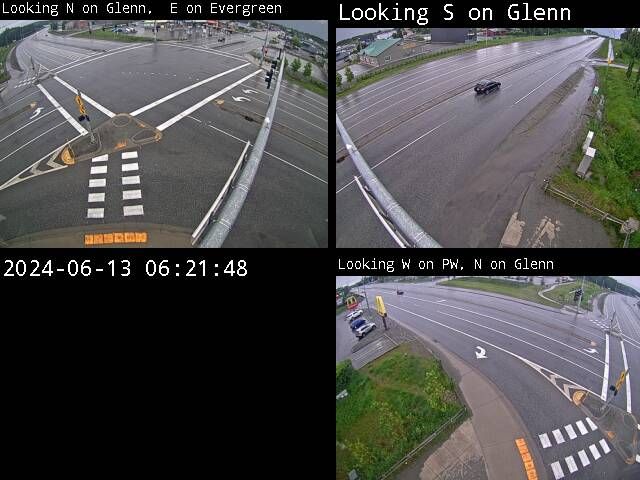 Looking N on Glenn,  E on Evergreen
Looking S on Glenn
2024-06-13 06:21:48
Looking W on PW, N on Glenn